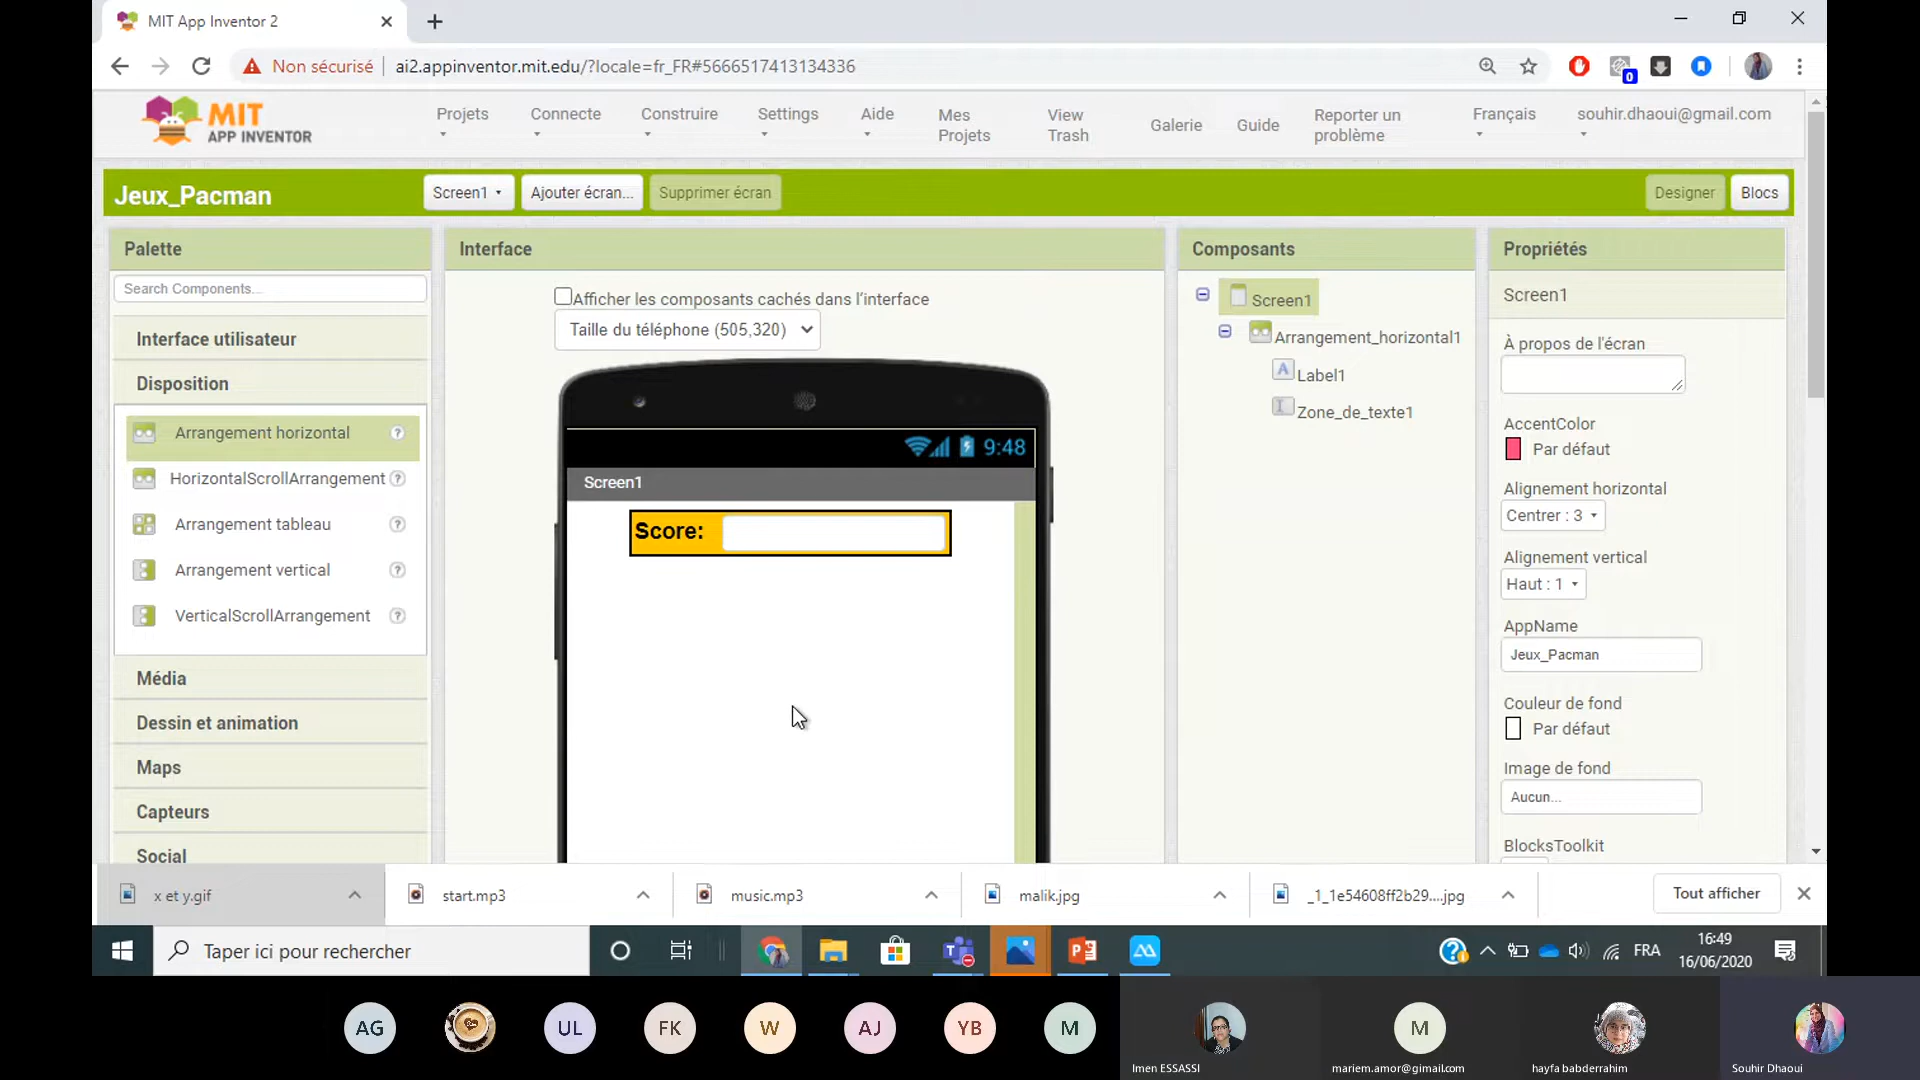 MIT App Inventor 2
Non sécurisé
ai2.appinventor.mit.edu/?locale=fr_FR#5666517413134336
0
MIT
APP INVENTOR
Projets
Connecte
Construire
Settings
Aide
Mes
Projets
View
Trash
Galerie
Guide
Reporter un
problème
Français
souhir.dhaoui@gmail.com
Jeux_Pacman
Screen1
Ajouter écran...
Supprimer écran
Designer
Blocs
Palette
Search Components...
Interface utilisateur
Disposition
Arrangement horizontal
HorizontalScrollArrangement
Arrangement tableau
Arrangement vertical
VerticalScrollArrangement
Média
Dessin et animation
Maps
Capteurs
Social
Interface
Afficher les composants cachés dans l'interface
Taille du téléphone (505,320)
9:48
Screen1
Score:
Composants
Screen1
Arrangement_horizontal1
Label1
Zone_de_texte1
Propriétés
Screen1
À propos de l'écran
AccentColor
Par défaut
Alignement horizontal
Centrer : 3
Alignement vertical
Haut : 1
AppName
Jeux_Pacman
Couleur de fond
Par défaut
Image de fond
Aucun...
BlocksToolkit
x et y.gif
start.mp3
music.mp3
malik.jpg
_1_1e54608ff2b29....jpg
Tout afficher
Taper ici pour rechercher
FRA
16:49
16/06/2020
AG
UL
FK
W
AJ
YB
M
M
Imen ESSASSI
mariem.amor@gimail.com
hayfa babderrahim
Souhir Dhaoui